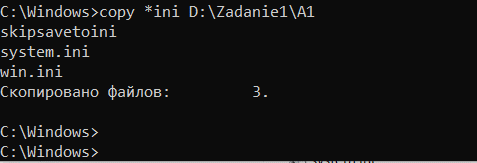 C:\Windows>copy *ini D:\Zadanie1\A1
skipsavetoini
system.ini
win.ini
Скопировано файлов:         3.
C:\Windows>
C:\Windows>